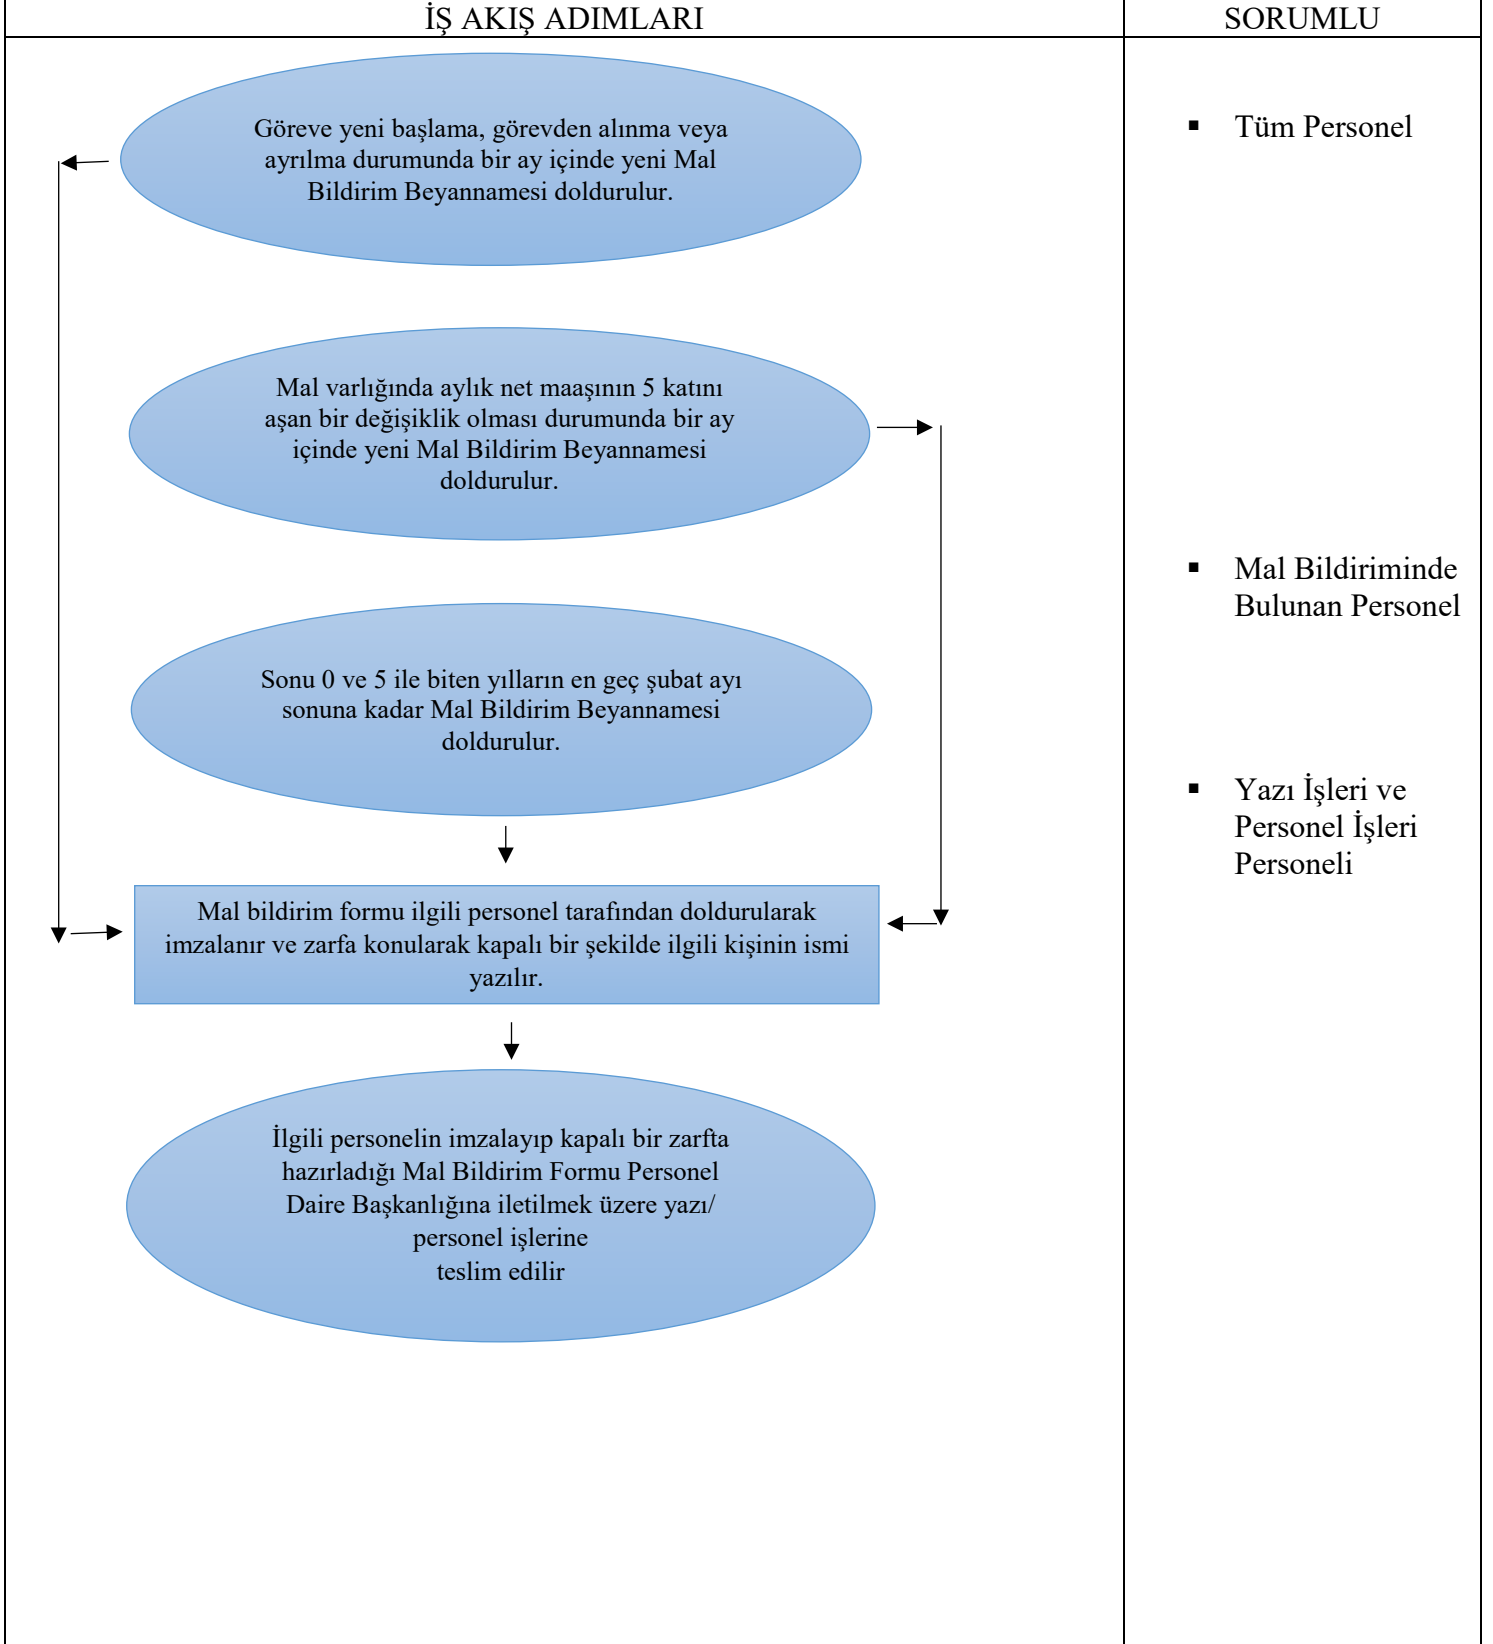 İŞ AKIŞ ADIMLARI
SORUMLU
Göreve yeni başlama, görevden alınma veya
ayrılma durumunda bir ay içinde yeni Mal
Bildirim Beyannamesi doldurulur.
▪ Tüm Personel
Mal varlığında aylık net maaşının 5 katını
aşan bir değişiklik olması durumunda bir ay
içinde yeni Mal Bildirim Beyannamesi
doldurulur.
▪ Mal Bildiriminde
Bulunan Personel
Sonu 0 ve 5 ile biten yılların en geç şubat ayı
sonuna kadar Mal Bildirim Beyannamesi
doldurulur.
▪ Yazı İşleri ve
Personel İşleri
Personeli
Mal bildirim formu ilgili personel tarafından doldurularak
imzalanır ve zarfa konularak kapalı bir şekilde ilgili kişinin ismi
yazılır.
İlgili personelin imzalayıp kapalı bir zarfta
hazırladığı Mal Bildirim Formu Personel
Daire Başkanlığına iletilmek üzere yazı/
personel işlerine
teslim edilir